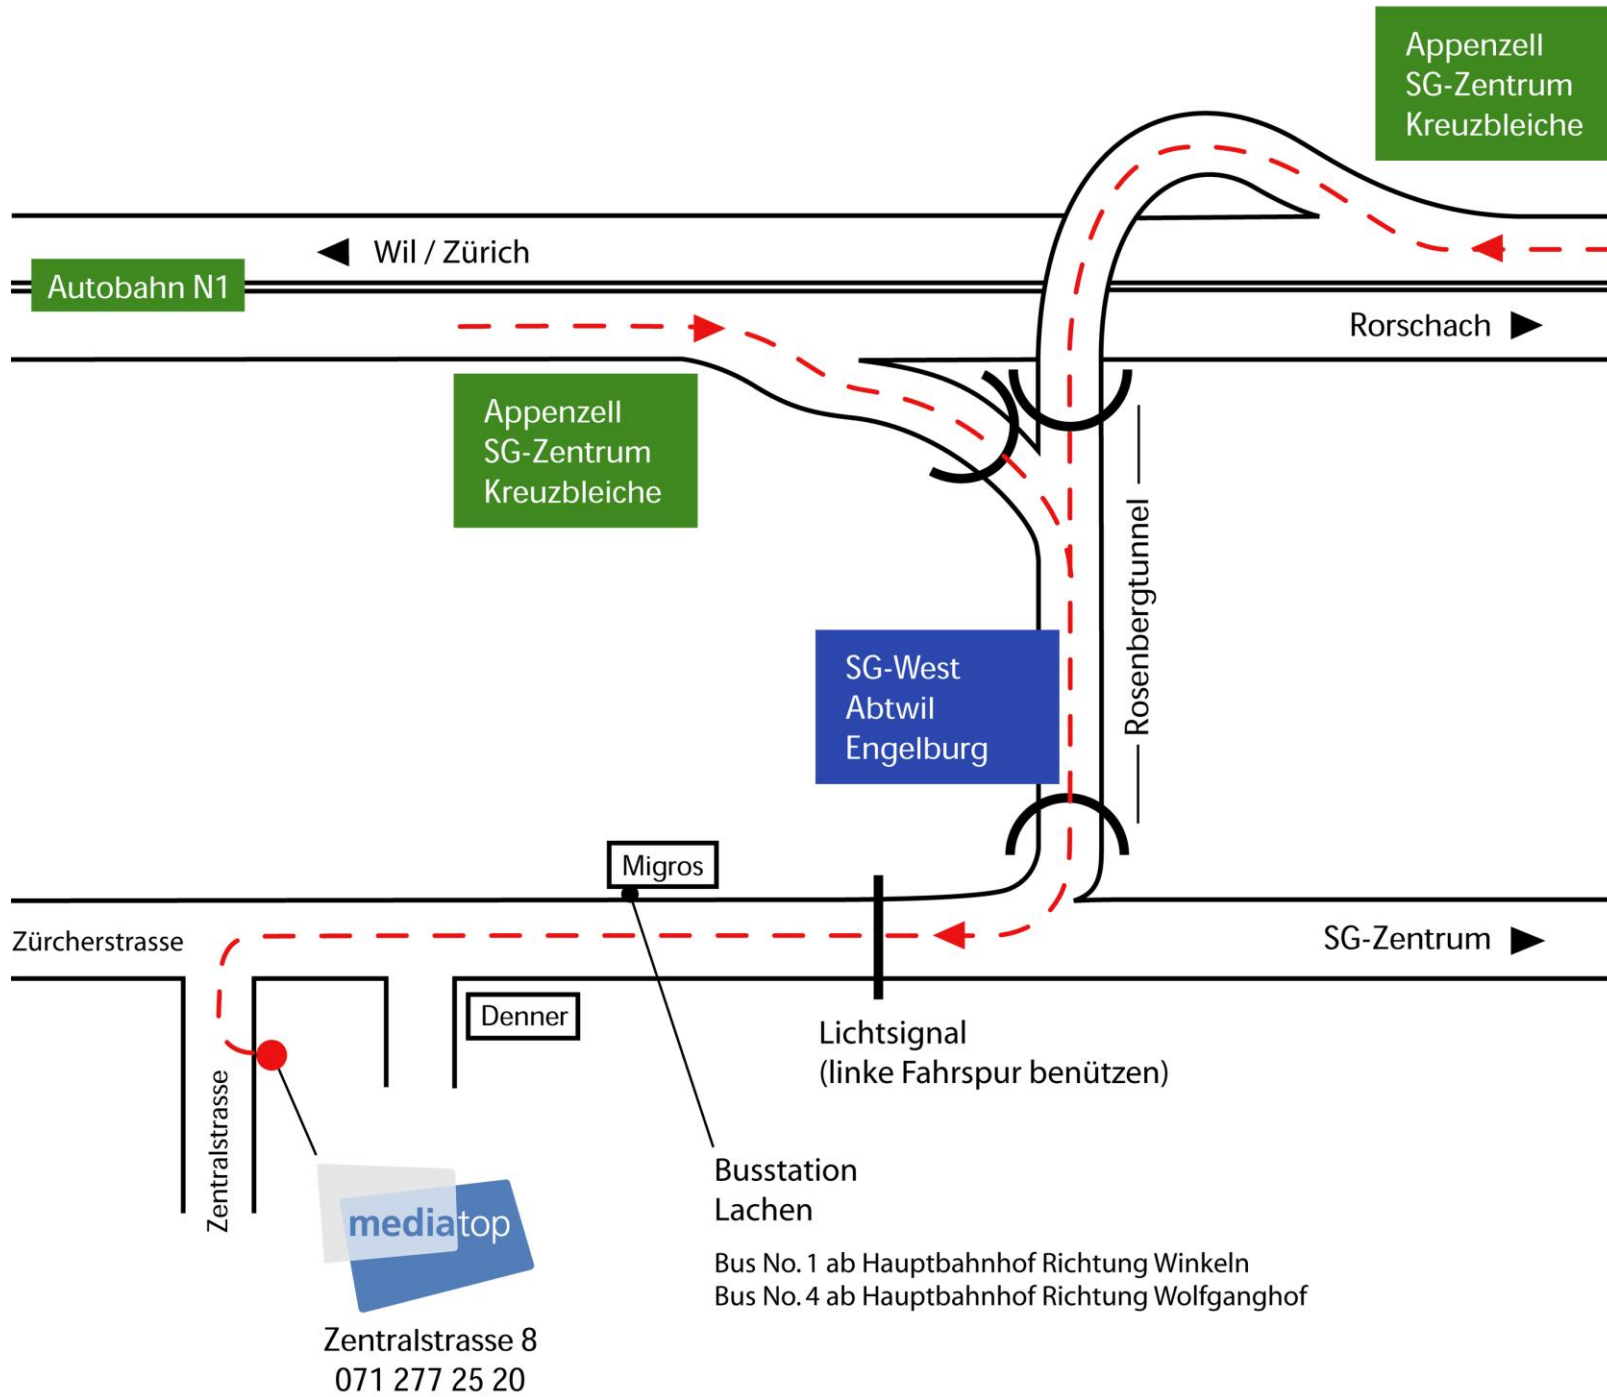 Appenzell
SG-Zentrum
Kreuzbleiche
Wil / Zürich
Autobahn N1
Rorschach
Appenzell
SG-Zentrum
Kreuzbleiche
Rosenbergtunnel
SG-West
Abtwil
Engelburg
Migros
Zürcherstrasse
SG-Zentrum
Denner
Lichtsignal
(linke Fahrspur benützen)
Zentralstrasse
Busstation
Lachen
mediatop
Bus No. 1 ab Hauptbahnhof Richtung Winkeln
Bus No. 4 ab Hauptbahnhof Richtung Wolfganghof
Zentralstrasse 8
071 277 25 20